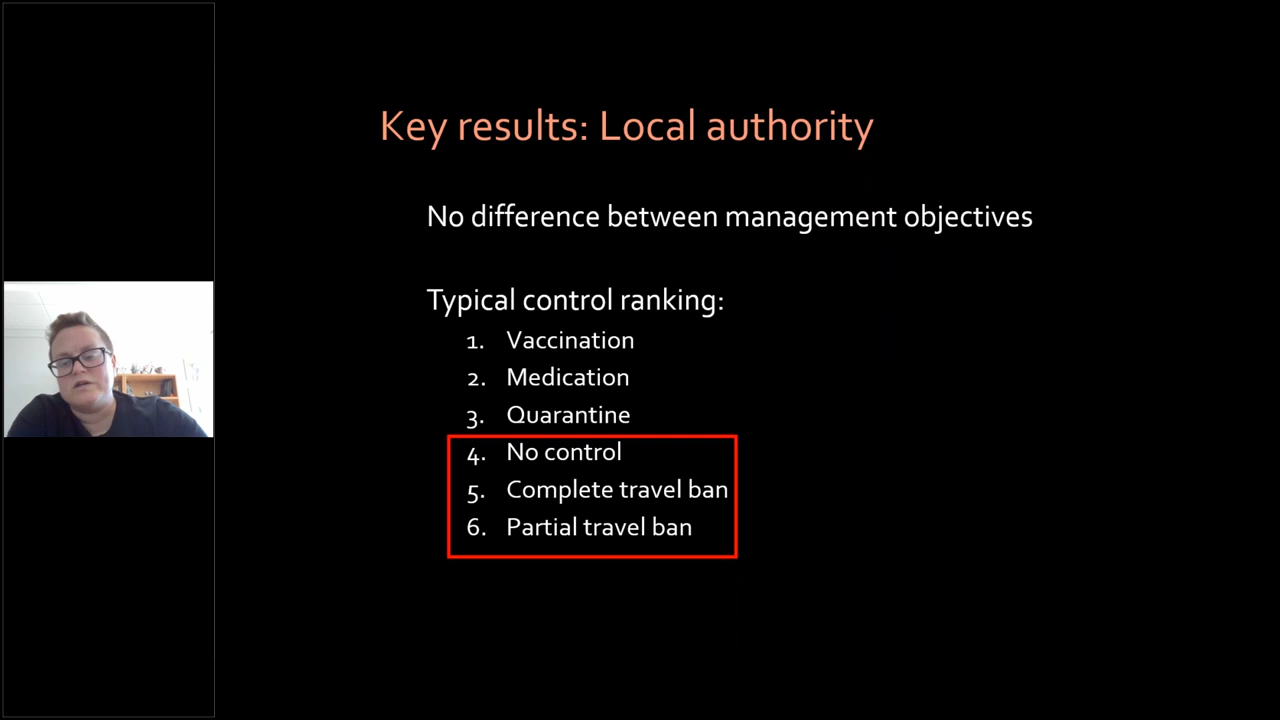 Key results: Local authority
No difference between management objectives
Typical control ranking:
1. Vaccination
2. Medication
3. Quarantine
4. No control
5. Complete travel ban
6. Partial travel ban